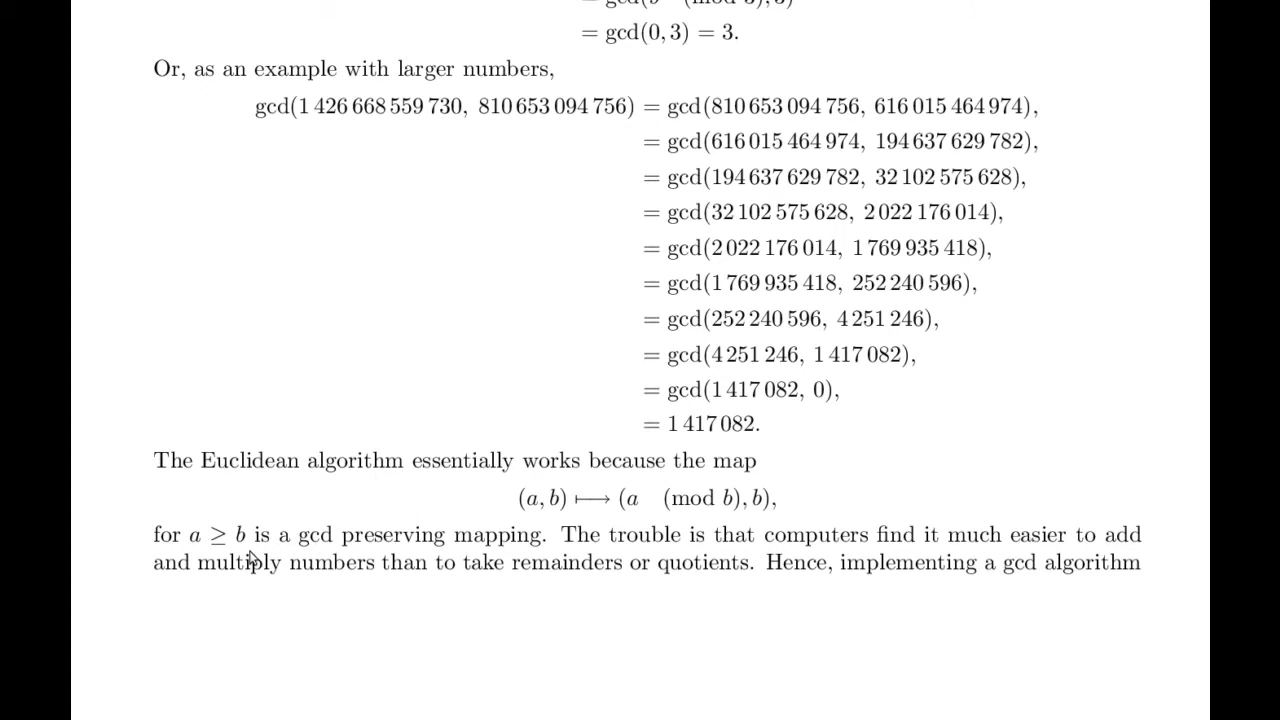 = gcd(0, 3) = 3.
Or, as an example with larger numbers,
gcd(1 426 668 559 730, 810 653 094 756) = gcd(810 653 094 756, 616 015 464 974),
= gcd(616 015 464 974, 194 637 629 782),
= gcd(194 637 629 782, 32 102 575 628),
= gcd(32 102 575 628, 2 022 176 014),
= gcd(2 022 176 014, 1 769 935 418),
= gcd(1 769 935 418, 252 240 596),
= gcd(252 240 596, 4 251 246),
= gcd(4 251 246, 1 417 082),
= gcd(1 417 082, 0),
= 1 417 082.
The Euclidean algorithm essentially works because the map
(a, b) ⟼ (a (mod b), b),
for a ≥ b is a gcd preserving mapping. The trouble is that computers find it much easier to add
and multiply numbers than to take remainders or quotients. Hence, implementing a gcd algorithm